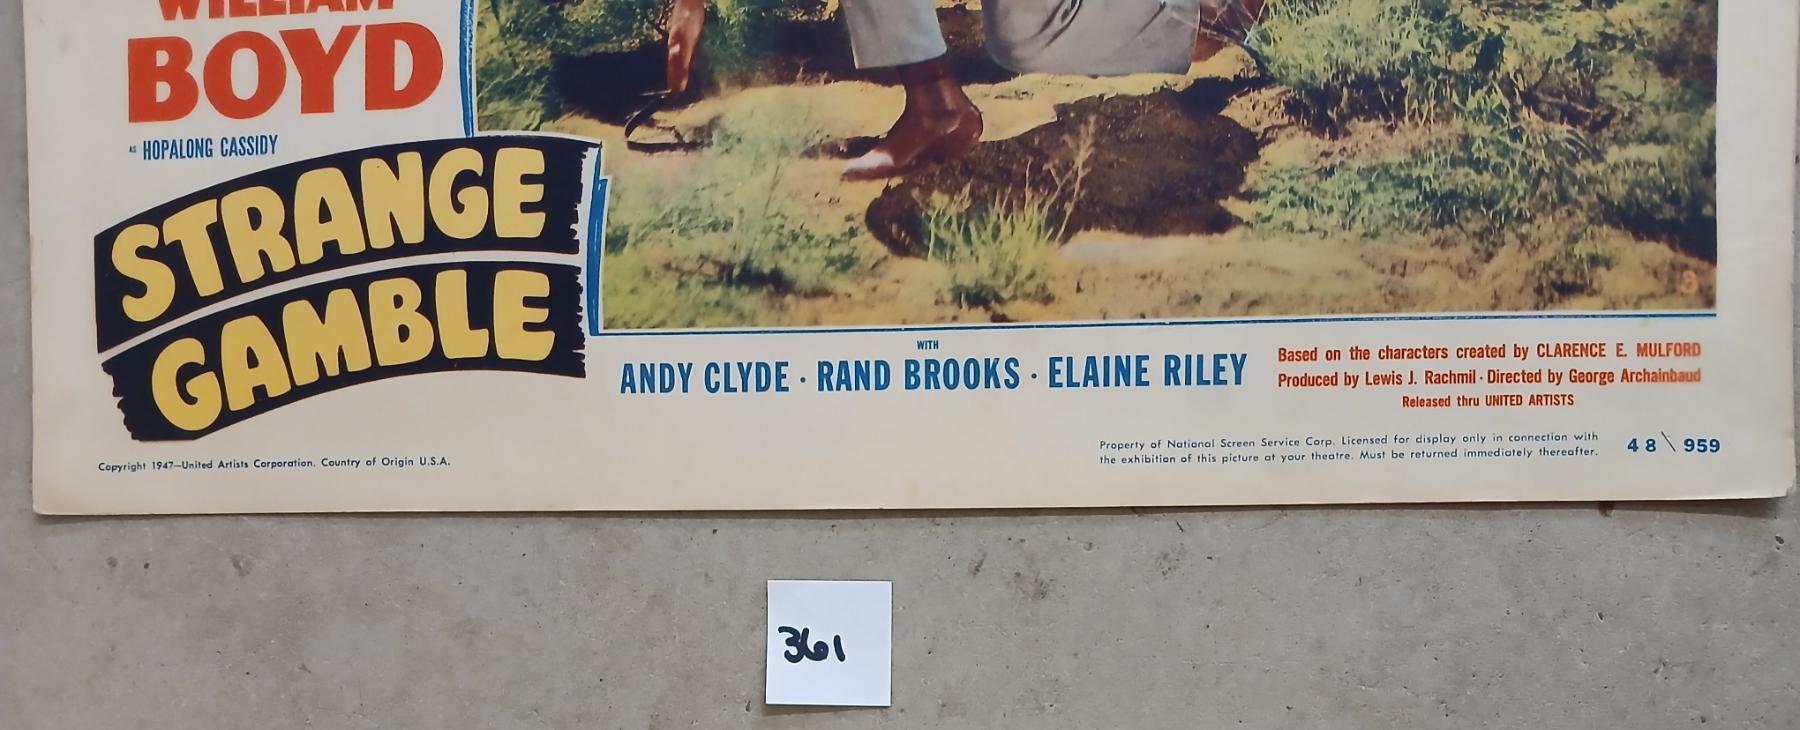 WILLIAM
BOYD
AS HOPALONG CASSIDY
STRANGE
GAMBLE
WITH
ANDY CLYDE · RAND BROOKS · ELAINE RILEY
Based on the characters created by CLARENCE E. MULFORD
Produced by Lewis J. Rachmil · Directed by George Archainbaud
Released thru UNITED ARTISTS
Copyright 1947—United Artists Corporation. Country of Origin U.S.A.
Property of National Screen Service Corp. Licensed for display only in connection with
the exhibition of this picture at your theatre. Must be returned immediately thereafter.
48 \ 959
3
361